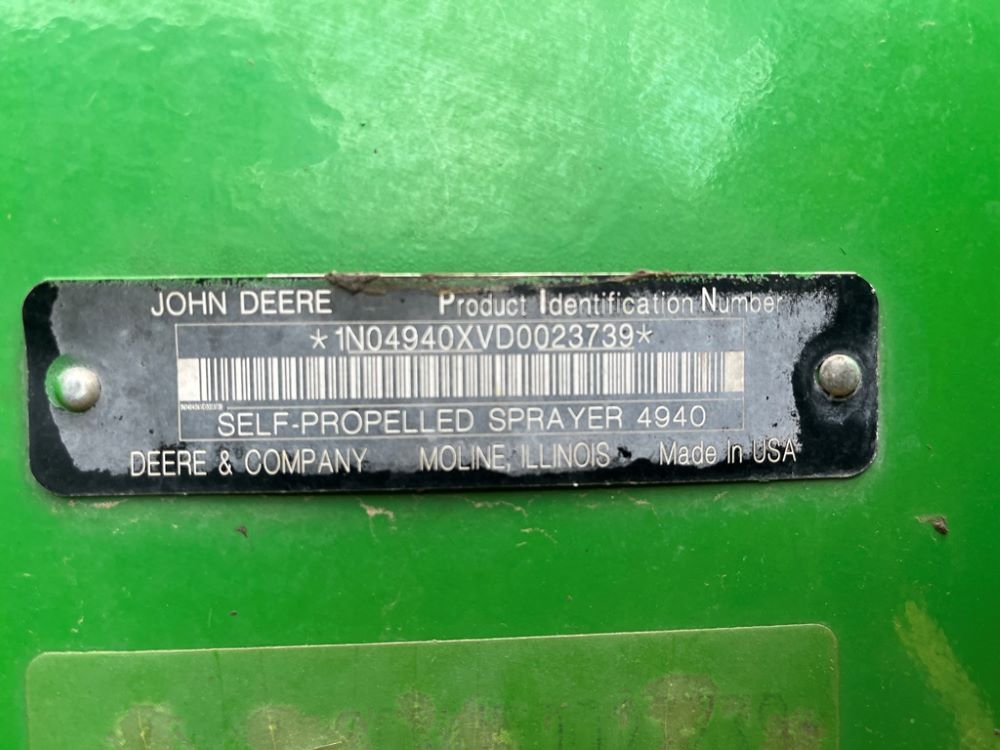 JOHN DEERE Product Identification Number
*1N04940XVD0023739*
SELF-PROPELLED SPRAYER 4940
DEERE & COMPANY MOLINE, ILLINOIS Made In USA